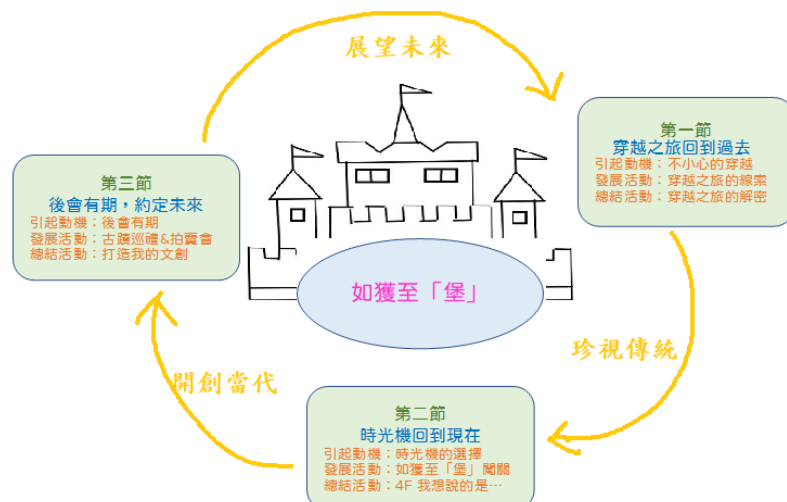 展望未來
第一節
穿越之旅回到過去
引起動機：不小心的穿越
發展活動：穿越之旅的線索
總結活動：穿越之旅的解密
第三節
後會有期，約定未來
引起動機：後會有期
發展活動：古蹟巡禮&拍賣會
總結活動：打造我的文創
如獲至「堡」
珍視傳統
開創當代
第二節
時光機回到現在
引起動機：時光機的選擇
發展活動：如獲至「堡」闖關
總結活動：4F 我想說的是…